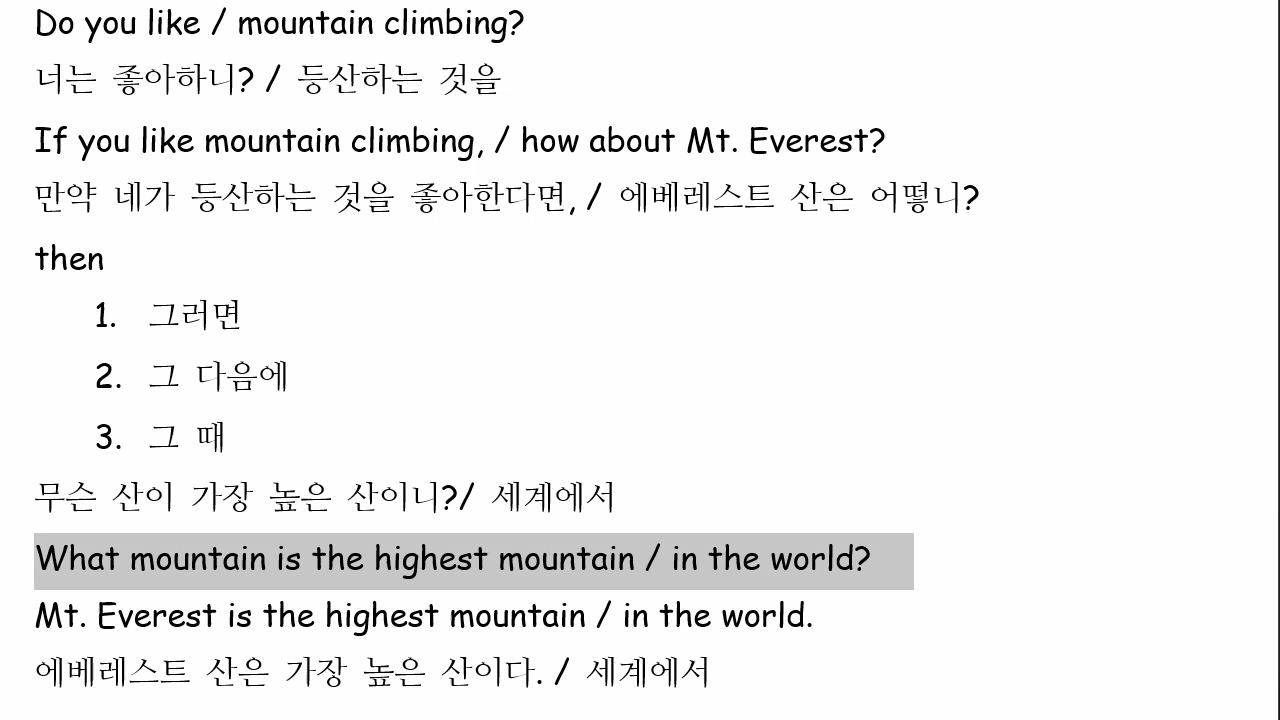 Do you like / mountain climbing?
너는 좋아하니? / 등산하는 것을
If you like mountain climbing, / how about Mt. Everest?
만약 네가 등산하는 것을 좋아한다면, / 에베레스트 산은 어떻니?
then
1. 그러면
2. 그 다음에
3. 그 때
무슨 산이 가장 높은 산이니?/ 세계에서
What mountain is the highest mountain / in the world?
Mt. Everest is the highest mountain / in the world.
에베레스트 산은 가장 높은 산이다. / 세계에서